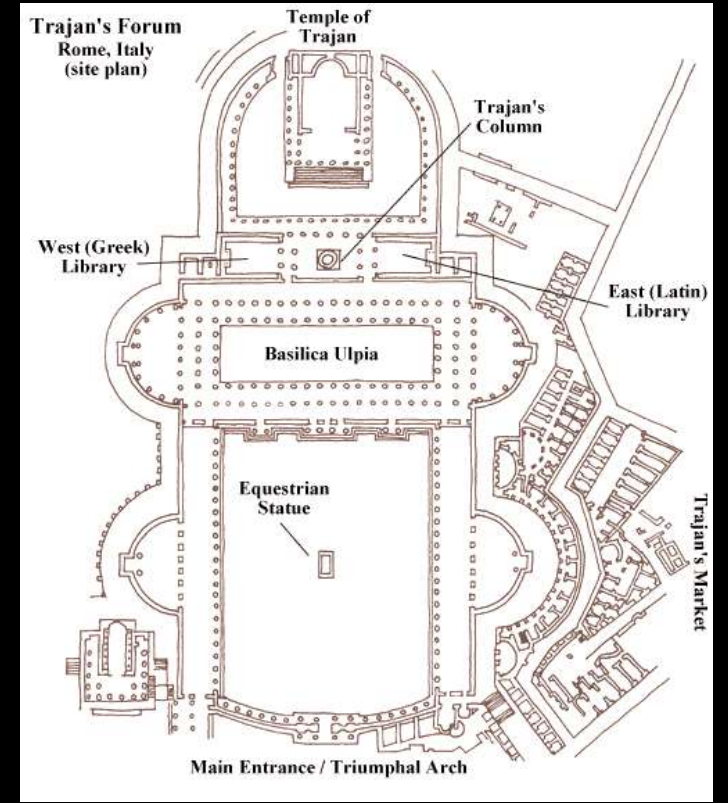 Trajan's Forum
Rome, Italy
(site plan)
Temple of
Trajan
Trajan's
Column
West (Greek)
Library
East (Latin)
Library
Basilica Ulpia
Equestrian
Statue
Trajan's Market
Main Entrance / Triumphal Arch